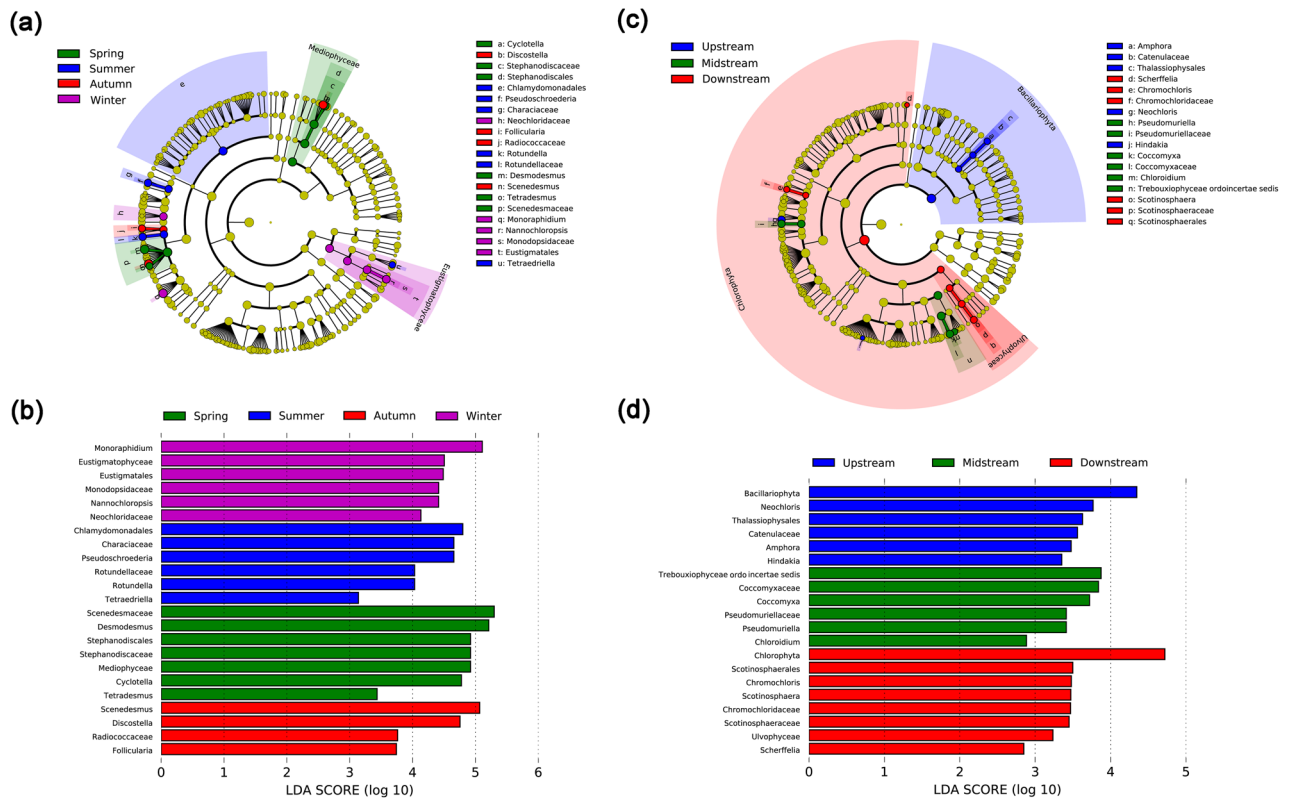 (a)
Spring
Summer
Autumn
Winter
Mediophyceae
Eustigmatophyceae
a: Cyclotella
b: Discostella
c: Stephanodiscaceae
d: Stephanodiscales
e: Chlamydomonadales
f: Pseudoschroederia
g: Characiaceae
h: Neochloridaceae
i: Follicularia
j: Radiococcaceae
k: Rotundella
l: Rotundellaceae
m: Desmodesmus
n: Scenedesmus
o: Tetradesmus
p: Scenedesmaceae
q: Monoraphidium
r: Nannochloropsis
s: Monodopsidaceae
t: Eustigmatales
u: Tetraedriella
(c)
Upstream
Midstream
Downstream
Bacillariophyta
Chlorophyta
Ulvophyceae
a: Amphora
b: Catenulaceae
c: Thalassiophysales
d: Scherffelia
e: Chromochloris
f: Chromochloridaceae
g: Neochloris
h: Pseudomuriella
i: Pseudomuriellaceae
j: Hindakia
k: Coccomyxa
l: Coccomyxaceae
m: Chloroidium
n: Trebouxiophyceae ordoincertae sedis
o: Scotinosphaera
p: Scotinosphaeraceae
q: Scotinosphaerales
(b)
Spring Summer Autumn Winter
Monoraphidium
Eustigmatophyceae
Eustigmatales
Monodopsidaceae
Nannochloropsis
Neochloridaceae
Chlamydomonadales
Characiaceae
Pseudoschroederia
Rotundellaceae
Rotundella
Tetraedriella
Scenedesmaceae
Desmodesmus
Stephanodiscales
Stephanodiscaceae
Mediophyceae
Cyclotella
Tetradesmus
Scenedesmus
Discostella
Radiococcaceae
Follicularia
0 1 2 3 4 5 6
LDA SCORE (log 10)
(d)
Upstream Midstream Downstream
Bacillariophyta
Neochloris
Thalassiophysales
Catenulaceae
Amphora
Hindakia
Trebouxiophyceae ordo incertae sedis
Coccomyxaceae
Coccomyxa
Pseudomuriellaceae
Pseudomuriella
Chloroidium
Chlorophyta
Scotinosphaerales
Chromochloris
Scotinosphaera
Chromochloridaceae
Scotinosphaeraceae
Ulvophyceae
Scherffelia
0 1 2 3 4 5
LDA SCORE (log 10)